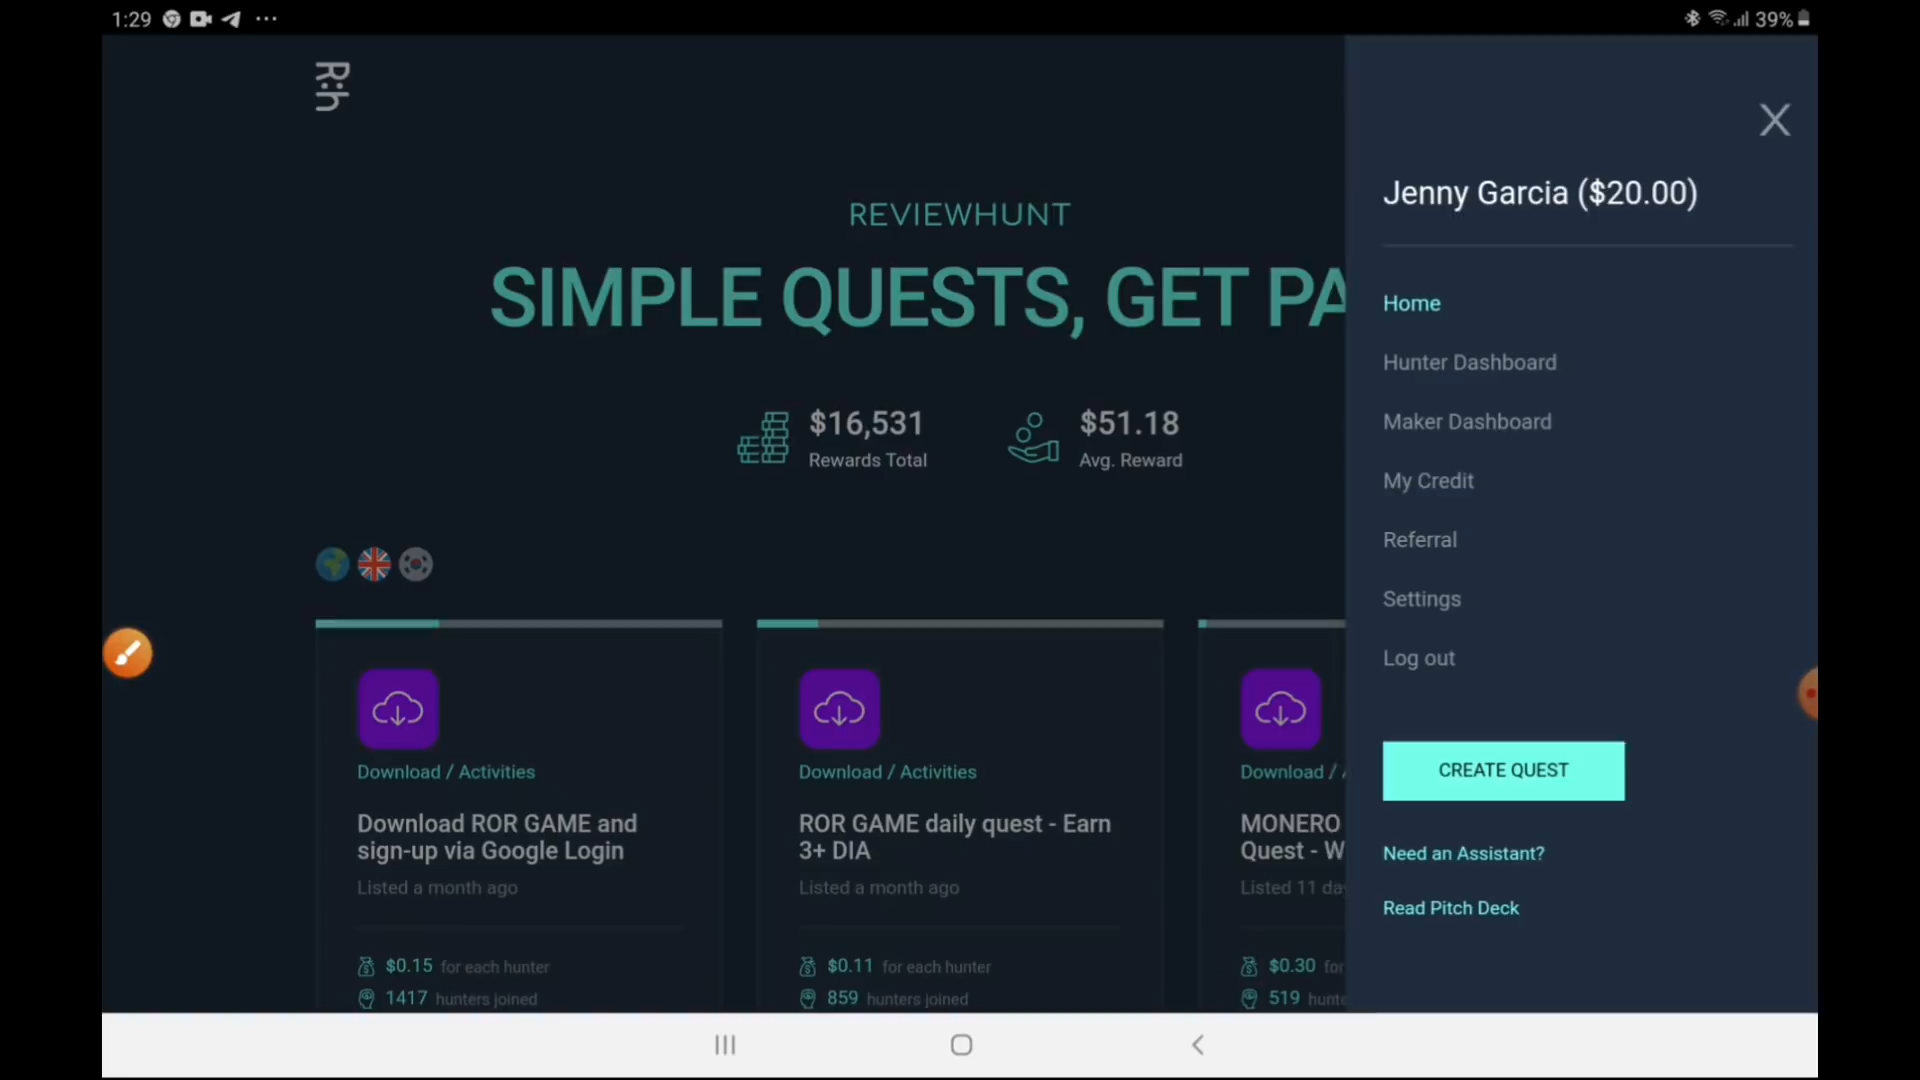 1:29
39%
R:h
Jenny Garcia ($20.00)
REVIEWHUNT
SIMPLE QUESTS, GET PA
Home
Hunter Dashboard
Maker Dashboard
My Credit
Referral
Settings
Log out
CREATE QUEST
Need an Assistant?
Read Pitch Deck
$16,531
Rewards Total
$51.18
Avg. Reward
Download / Activities
Download ROR GAME and
sign-up via Google Login
Listed a month ago
$0.15 for each hunter
1417 hunters joined
Download / Activities
ROR GAME daily quest - Earn
3+ DIA
Listed a month ago
$0.11 for each hunter
859 hunters joined
Download /
MONERO
Quest - W
Listed 11 da
$0.30 for
519 hunte